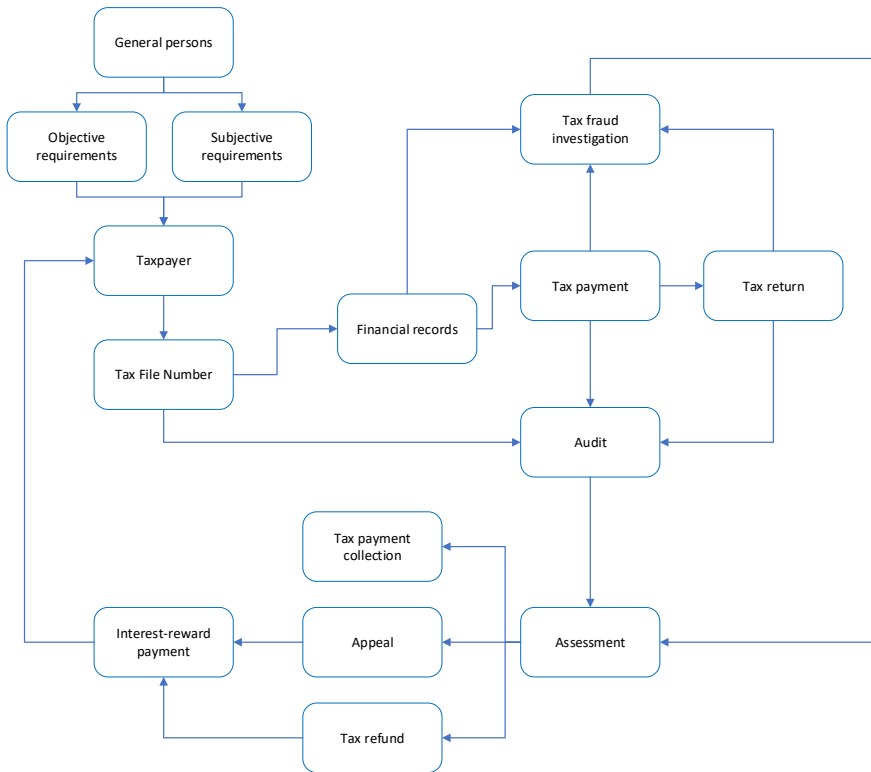 General persons
Objective
requirements
Subjective
requirements
Tax fraud
investigation
Taxpayer
Tax payment
Tax return
Financial records
Tax File Number
Audit
Tax payment
collection
Interest-reward
payment
Appeal
Assessment
Tax refund